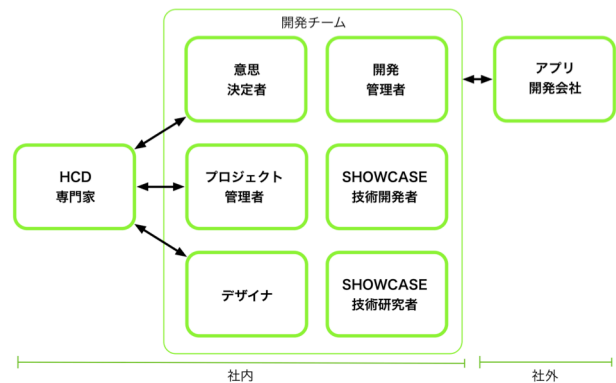 開発チーム
意思
決定者
開発
管理者
アプリ
開発会社
HCD
専門家
プロジェクト
管理者
SHOWCASE
技術開発者
デザイナ
SHOWCASE
技術研究者
社内
社外